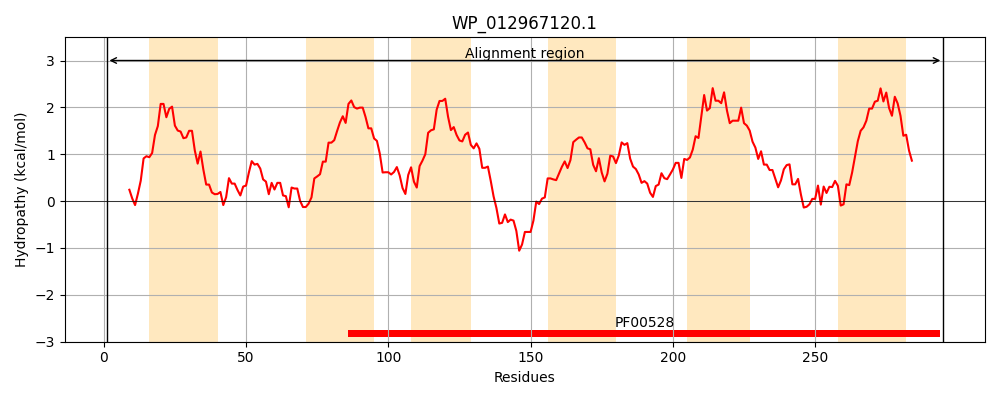 WP_012967120.1
Alignment region
Hydropathy (kcal/mol)
3
2
1
0
−1
−2
−3
PF00528
0 50 100 150 200 250
Residues